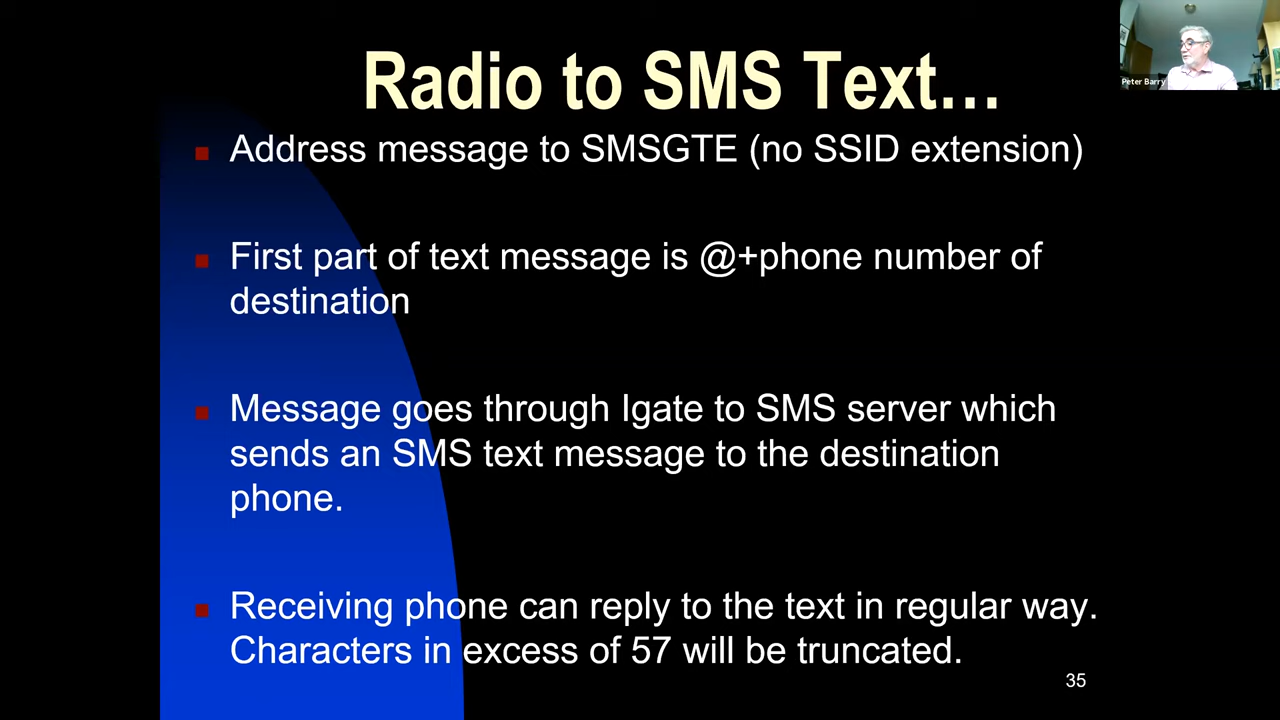 Radio to SMS Text…
Peter Barry
Address message to SMSGTE (no SSID extension)
First part of text message is @+phone number of
destination
Message goes through Igate to SMS server which
sends an SMS text message to the destination
phone.
Receiving phone can reply to the text in regular way.
Characters in excess of 57 will be truncated.
35